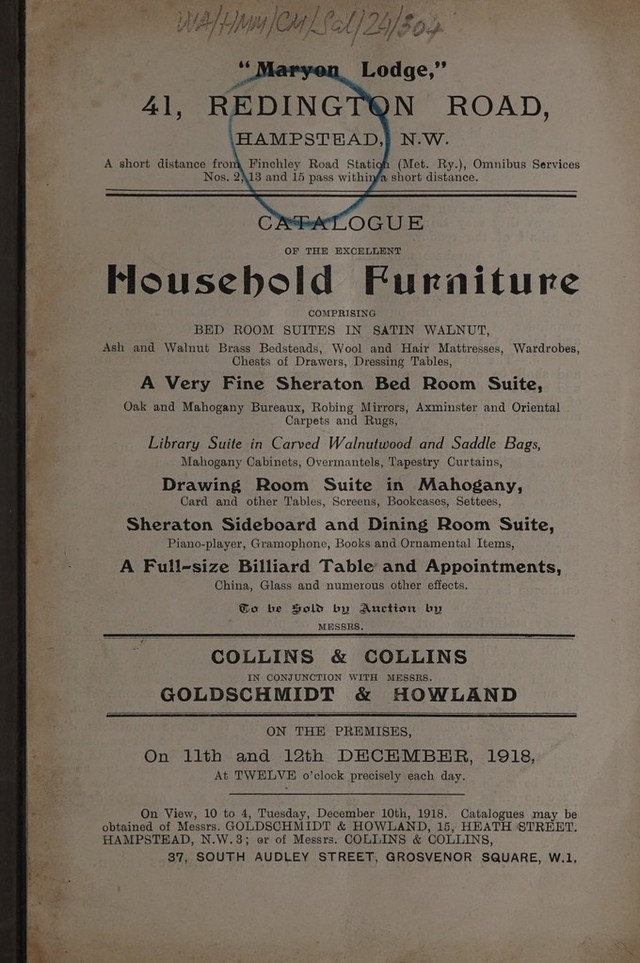 WA/HMM/CM/Sal/24/304
"Maryon Lodge,"
41, REDINGTON ROAD,
HAMPSTEAD, N.W.
A short distance from Finchley Road Station (Met. Ry.), Omnibus Services
Nos. 2, 13 and 15 pass within a short distance.
CATALOGUE
OF THE EXCELLENT
Household Furniture
COMPRISING
BED ROOM SUITES IN SATIN WALNUT,
Ash and Walnut Brass Bedsteads, Wool and Hair Mattresses, Wardrobes,
Chests of Drawers, Dressing Tables,
A Very Fine Sheraton Bed Room Suite,
Oak and Mahogany Bureaux, Robing Mirrors, Axminster and Oriental
Carpets and Rugs,
Library Suite in Carved Walnutwood and Saddle Bags,
Mahogany Cabinets, Overmantels, Tapestry Curtains,
Drawing Room Suite in Mahogany,
Card and other Tables, Screens, Bookcases, Settees,
Sheraton Sideboard and Dining Room Suite,
Piano-player, Gramophone, Books and Ornamental Items,
A Full-size Billiard Table and Appointments,
China, Glass and numerous other effects.
To be Sold by Auction by
MESSRS.
COLLINS & COLLINS
IN CONJUNCTION WITH MESSRS.
GOLDSCHMIDT & HOWLAND
ON THE PREMISES,
On 11th and 12th DECEMBER, 1918,
At TWELVE o'clock precisely each day.
On View, 10 to 4, Tuesday, December 10th, 1918. Catalogues may be
obtained of Messrs. GOLDSCHMIDT & HOWLAND, 15, HEATH STREET,
HAMPSTEAD, N.W.3; or of Messrs. COLLINS & COLLINS,
37, SOUTH AUDLEY STREET, GROSVENOR SQUARE, W.1,